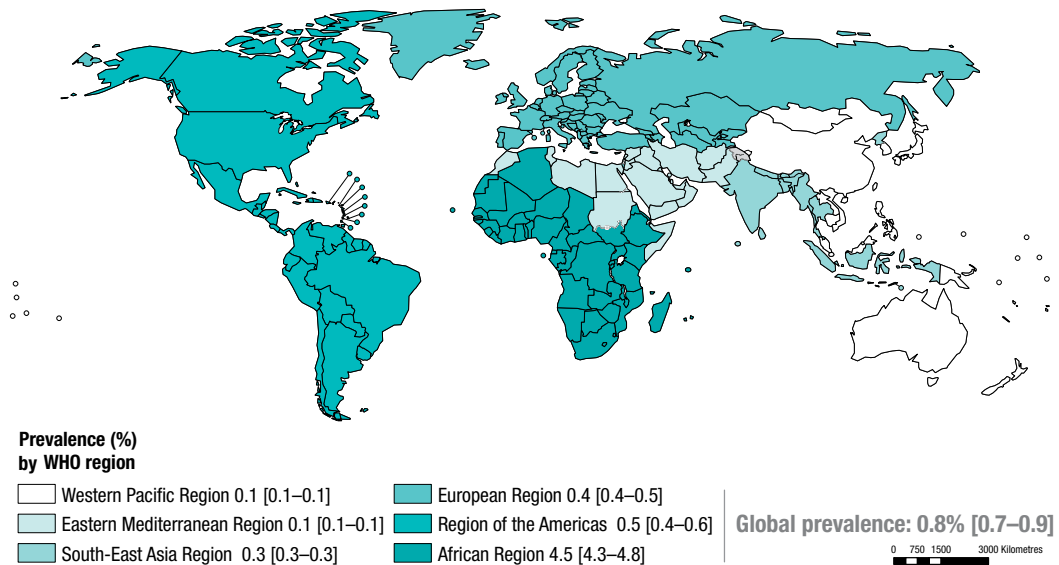 Prevalence (%)
by WHO region
Western Pacific Region 0.1 [0.1–0.1]
Eastern Mediterranean Region 0.1 [0.1–0.1]
South-East Asia Region 0.3 [0.3–0.3]
European Region 0.4 [0.4–0.5]
Region of the Americas 0.5 [0.4–0.6]
African Region 4.5 [4.3–4.8]
Global prevalence: 0.8% [0.7–0.9]
0 750 1500 3000 Kilometres